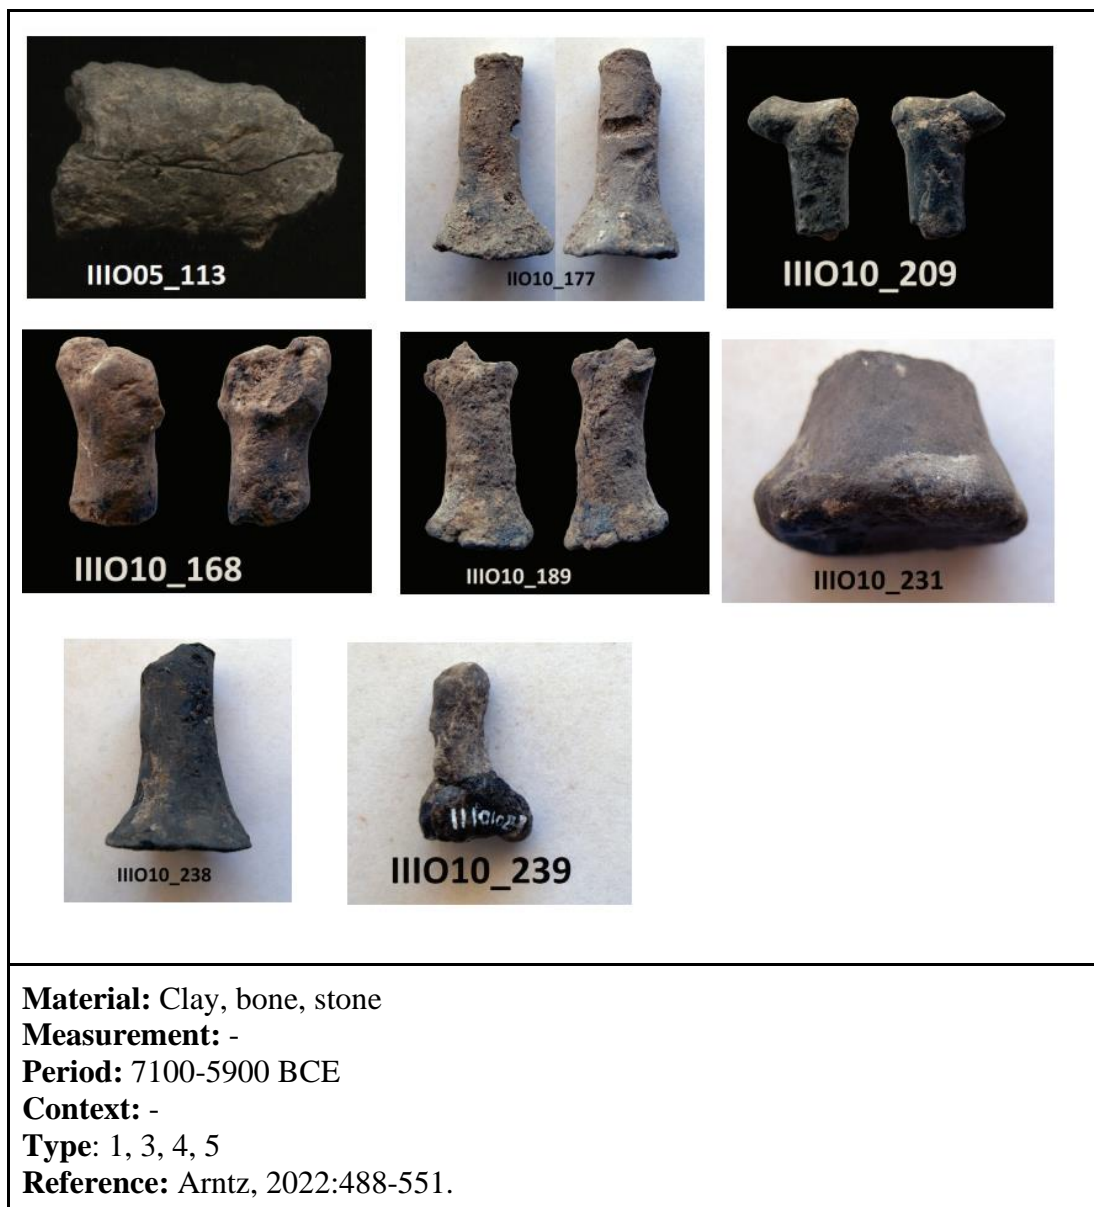 IIIO05_113
IIO10_177
IIIO10_209
IIIO10_168
IIIO10_189
IIIO10_231
IIIO10_238
IIIO10_239
Material: Clay, bone, stone
Measurement: -
Period: 7100-5900 BCE
Context: -
Type: 1, 3, 4, 5
Reference: Arntz, 2022:488-551.